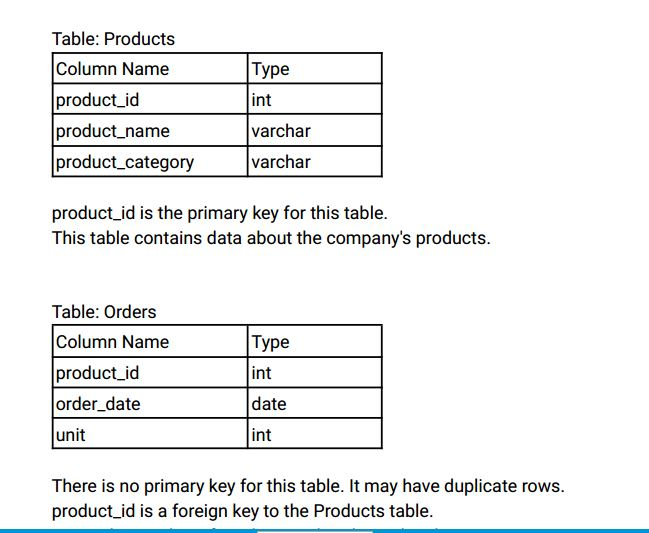 Table: Products
Column Name Type
product_id int
product_name varchar
product_category varchar
product_id is the primary key for this table.
This table contains data about the company's products.
Table: Orders
Column Name Type
product_id int
order_date date
unit int
There is no primary key for this table. It may have duplicate rows.
product_id is a foreign key to the Products table.